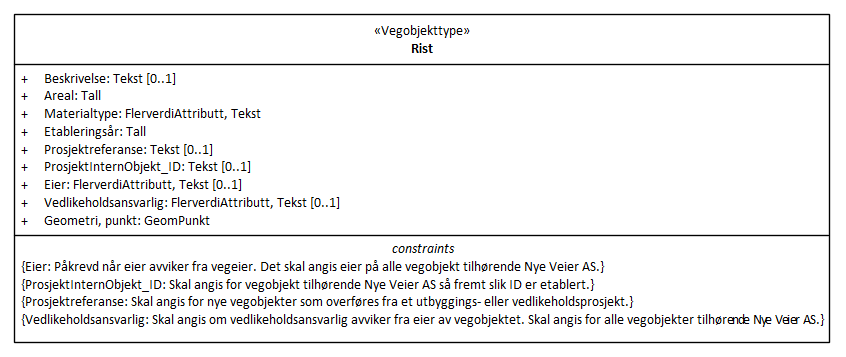 «Vegobjekttype»
Rist
+ Beskrivelse: Tekst [0..1]
+ Areal: Tall
+ Materialtype: FlerverdiAttributt, Tekst
+ Etableringsår: Tall
+ Prosjektreferanse: Tekst [0..1]
+ ProsjektInternObjekt_ID: Tekst [0..1]
+ Eier: FlerverdiAttributt, Tekst [0..1]
+ Vedlikeholdsansvarlig: FlerverdiAttributt, Tekst [0..1]
+ Geometri, punkt: GeomPunkt
constraints
{Eier: Påkrevd når eier avviker fra vegeier. Det skal angis eier på alle vegobjekt tilhørende Nye Veier AS.}
{ProsjektInternObjekt_ID: Skal angis for vegobjekt tilhørende Nye Veier AS så fremt slik ID er etablert.}
{Prosjektreferanse: Skal angis for nye vegobjekter som overføres fra et utbyggings- eller vedlikeholdsprosjekt.}
{Vedlikeholdsansvarlig: Skal angis om vedlikeholdsansvarlig avviker fra eier av vegobjektet. Skal angis for alle vegobjekter tilhørende Nye Veier AS.}